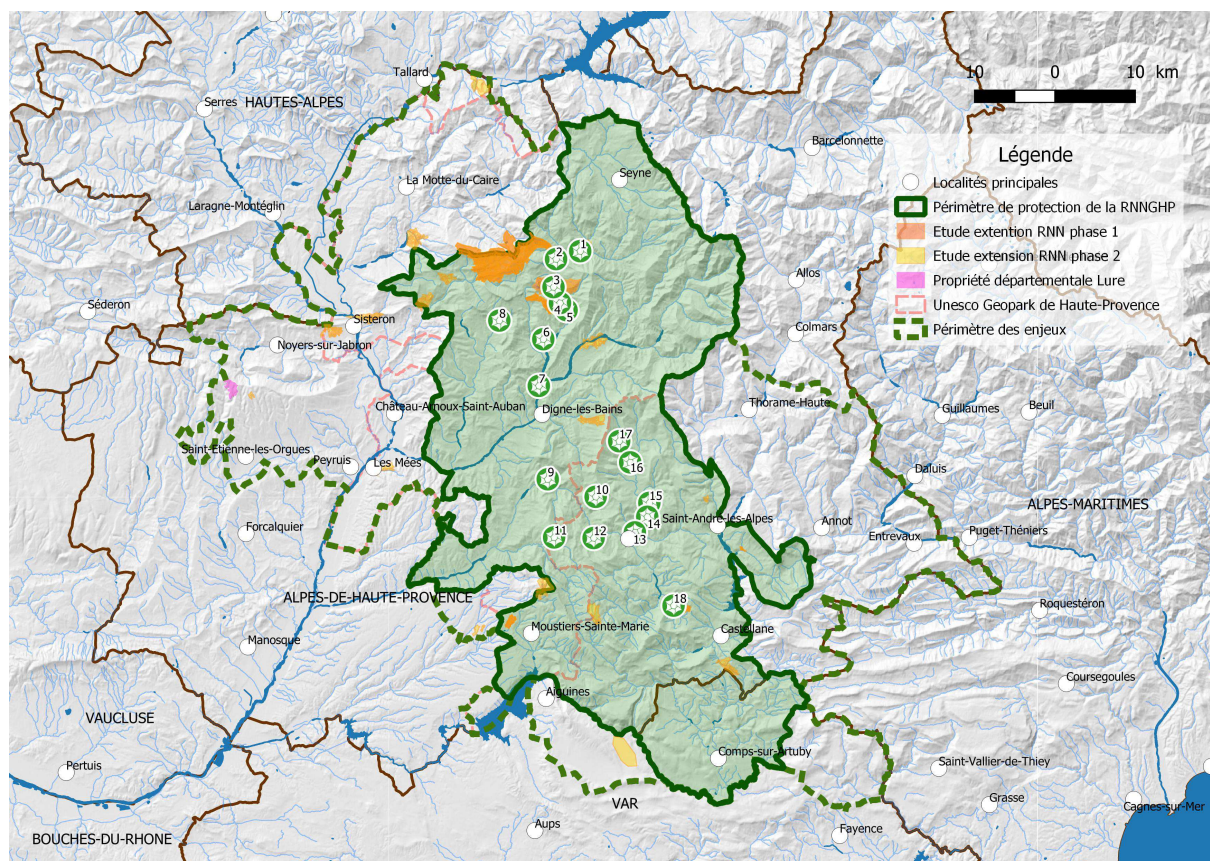 Tallard
10 0 10 km
Serres
HAUTES-ALPES
Barcelonnette
Légende
Localités principales
Périmètre de protection de la RNNGHP
Etude extention RNN phase 1
Etude extension RNN phase 2
Propriété départementale Lure
Unesco Geopark de Haute-Provence
Périmètre des enjeux
Seyne
La Motte-du-Caire
Laragne-Montéglin
1
2
3
4
5
6
7
8
Allos
Colmars
Séderon
Sisteron
Noyers-sur-Jabron
Château-Arnoux-Saint-Auban
Digne-les-Bains
Thorame-Haute
Guillaumes
Beuil
Saint-Etienne-les-Orgues
Peyruis
Les Mées
17
16
9
10
15
14
13
11
12
Daluis
ALPES-MARITIMES
Saint-André-les-Alpes
Annot
Entrevaux
Puget-Théniers
Forcalquier
ALPES-DE-HAUTE-PROVENCE
18
Roquestéron
Manosque
Moustiers-Sainte-Marie
Castellane
Coursegoules
Aiguines
VAUCLUSE
Pertuis
Comps-sur-Artuby
Saint-Vallier-de-Thiey
VAR
Grasse
Cagnes-sur-Mer
BOUCHES-DU-RHONE
Aups
Fayence